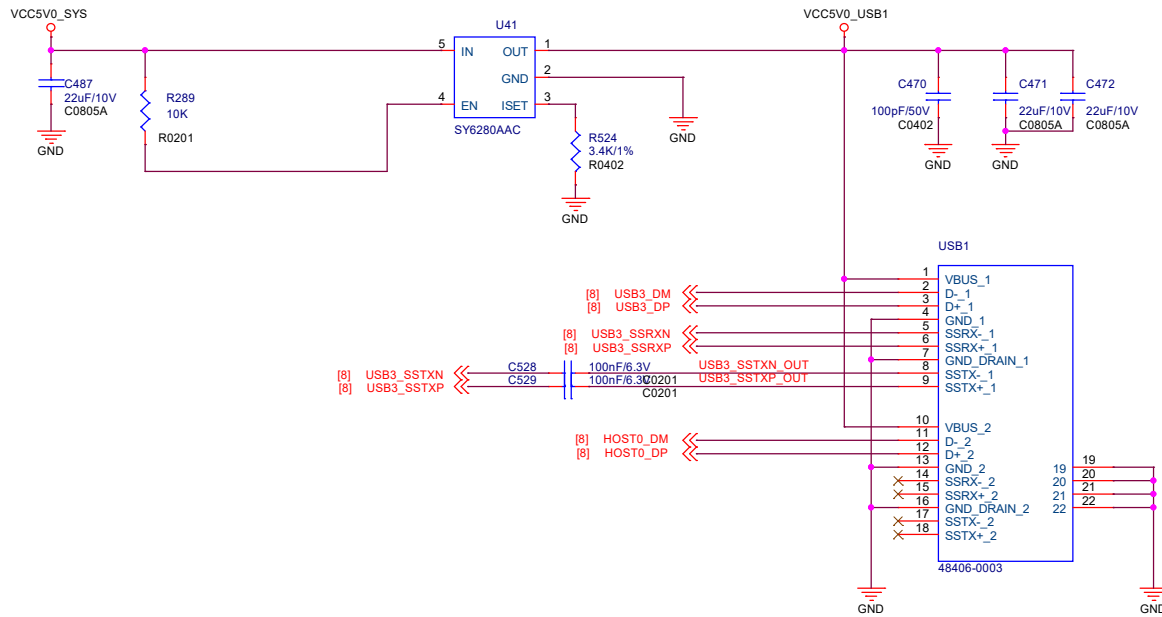 VCC5V0_SYS
VCC5V0_USB1
U41
5 IN OUT 1
GND 2
4 EN ISET 3
SY6280AAC
C487
22uF/10V
C0805A
GND
R289
10K
R0201
R524
3.4K/1%
R0402
GND
GND
C470
100pF/50V
C0402
GND
C471
22uF/10V
C0805A
GND
C472
22uF/10V
C0805A
USB1
1 VBUS_1
[8] USB3_DM 2 D-_1
[8] USB3_DP 3 D+_1
4 GND_1
[8] USB3_SSRXN 5 SSRX-_1
[8] USB3_SSRXP 6 SSRX+_1
7 GND_DRAIN_1
[8] USB3_SSTXN C528 100nF/6.3V C0201 USB3_SSTXN_OUT 8 SSTX-_1
[8] USB3_SSTXP C529 100nF/6.3V C0201 USB3_SSTXP_OUT 9 SSTX+_1
10 VBUS_2
[8] HOST0_DM 11 D-_2
[8] HOST0_DP 12 D+_2
13 GND_2 19 19
14 SSRX-_2 20 20
15 SSRX+_2 21 21
16 GND_DRAIN_2 22 22
17 SSTX-_2
18 SSTX+_2
48406-0003
GND
GND